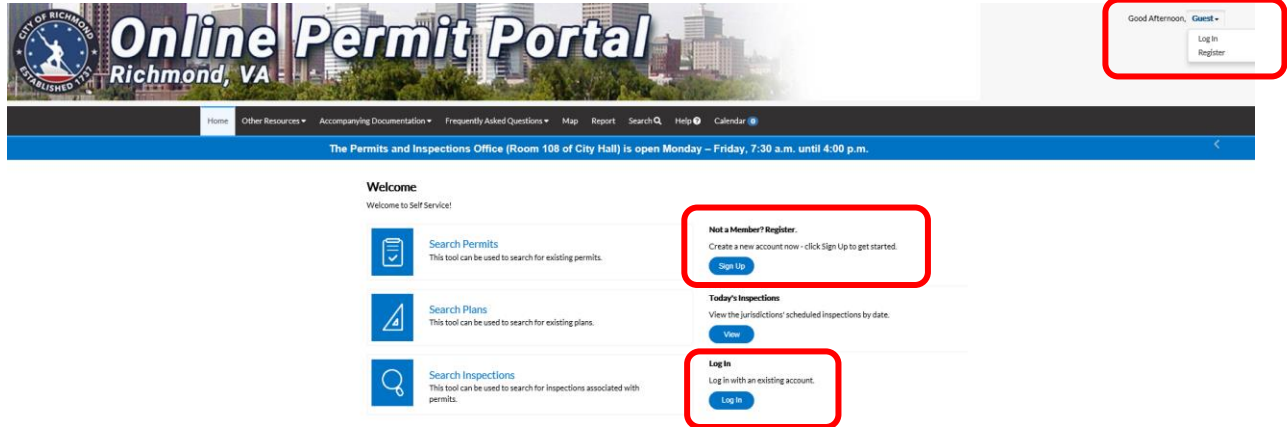 CITY OF RICHMOND
ESTABLISHED 1737
Online Permit Portal
Richmond, VA
Good Afternoon, Guest
Log In
Register
Home Other Resources Accompanying Documentation Frequently Asked Questions Map Report Search Help Calendar
The Permits and Inspections Office (Room 108 of City Hall) is open Monday – Friday, 7:30 a.m. until 4:00 p.m.
Welcome
Welcome to Self Service!
Search Permits
This tool can be used to search for existing permits.
Not a Member? Register.
Create a new account now - click Sign Up to get started.
Sign Up
Search Plans
This tool can be used to search for existing plans.
Today's Inspections
View the jurisdictions' scheduled inspections by date.
View
Search Inspections
This tool can be used to search for inspections associated with
permits.
Log In
Log in with an existing account.
Log In